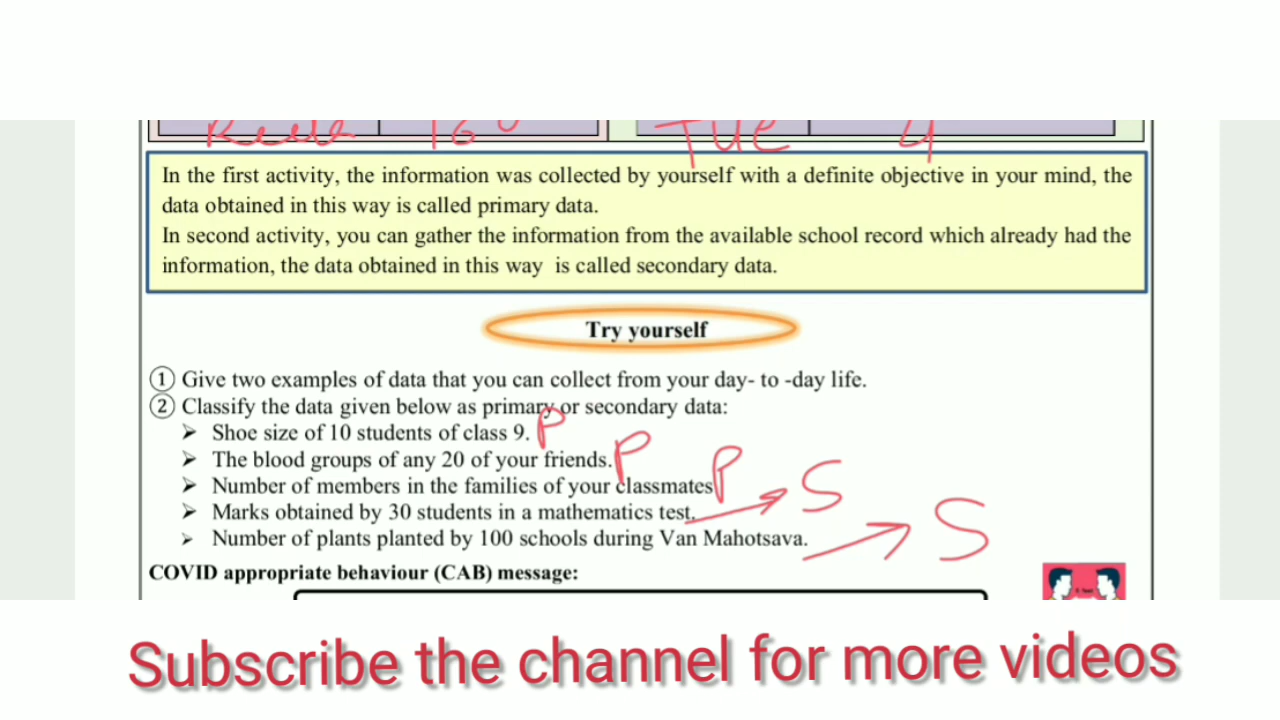 Reele 160 Tue 4
In the first activity, the information was collected by yourself with a definite objective in your mind, the
data obtained in this way is called primary data.
In second activity, you can gather the information from the available school record which already had the
information, the data obtained in this way is called secondary data.
Try yourself
① Give two examples of data that you can collect from your day- to -day life.
② Classify the data given below as primary or secondary data:
➤ Shoe size of 10 students of class 9. P
➤ The blood groups of any 20 of your friends. P
➤ Number of members in the families of your classmates P
➤ Marks obtained by 30 students in a mathematics test. → S
➤ Number of plants planted by 100 schools during Van Mahotsava. → S
COVID appropriate behaviour (CAB) message:
Subscribe the channel for more videos